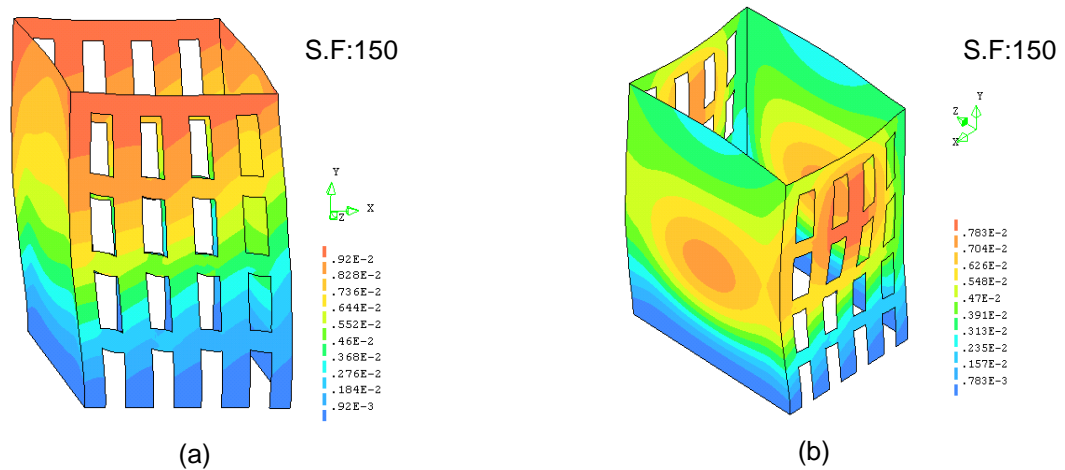 S.F:150
Y
X
Z
.92E-2
.828E-2
.736E-2
.644E-2
.552E-2
.46E-2
.368E-2
.276E-2
.184E-2
.92E-3
(a)
S.F:150
Y
Z
X
.783E-2
.704E-2
.626E-2
.548E-2
.47E-2
.391E-2
.313E-2
.235E-2
.157E-2
.783E-3
(b)